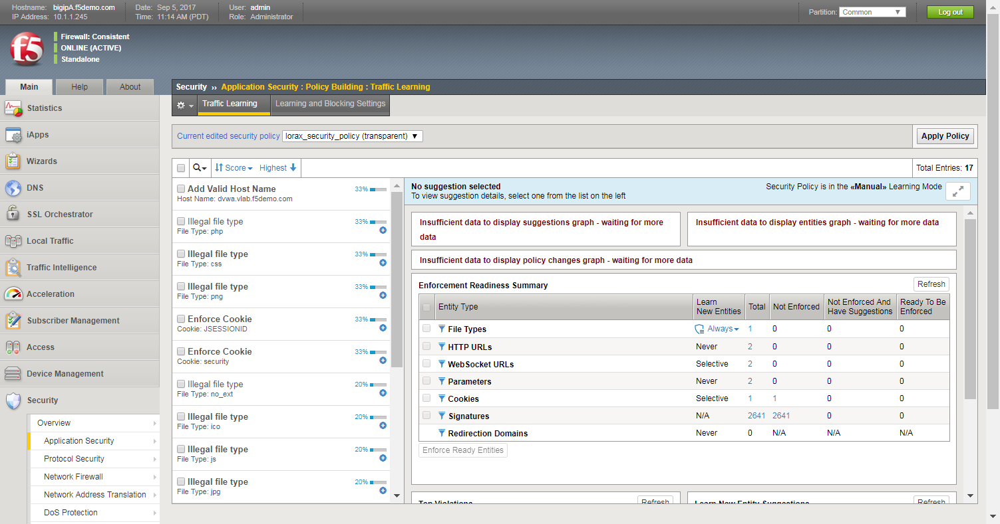 Hostname: bigipA.f5demo.com
IP Address: 10.1.1.245
Date: Sep 5, 2017
Time: 11:14 AM (PDT)
User: admin
Role: Administrator
Partition: Common
Log out
f5
Firewall: Consistent
ONLINE (ACTIVE)
Standalone
Main
Help
About
Statistics
iApps
Wizards
DNS
SSL Orchestrator
Local Traffic
Traffic Intelligence
Acceleration
Subscriber Management
Access
Device Management
Security
Overview
Application Security
Protocol Security
Network Firewall
Network Address Translation
DoS Protection
Security ›› Application Security : Policy Building : Traffic Learning
Traffic Learning
Learning and Blocking Settings
Current edited security policy lorax_security_policy (transparent)
Apply Policy
Score
Highest
Total Entries: 17
Add Valid Host Name 33%
Host Name: dvwa.vlab.f5demo.com
Illegal file type 33%
File Type: php
Illegal file type 33%
File Type: css
Illegal file type 33%
File Type: png
Enforce Cookie 33%
Cookie: JSESSIONID
Enforce Cookie 33%
Cookie: security
Illegal file type 20%
File Type: no_ext
Illegal file type 20%
File Type: ico
Illegal file type 20%
File Type: js
Illegal file type 20%
File Type: jpg
No suggestion selected
To view suggestion details, select one from the list on the left
Security Policy is in the «Manual» Learning Mode
Insufficient data to display suggestions graph - waiting for more
data
Insufficient data to display entities graph - waiting for more data
Insufficient data to display policy changes graph - waiting for more data
Enforcement Readiness Summary
Refresh
Entity Type
Learn
New Entities
Total
Not Enforced
Not Enforced And
Have Suggestions
Ready To Be
Enforced
File Types Always 1 0 0 0
HTTP URLs Never 2 0 0 0
WebSocket URLs Selective 2 0 0 0
Parameters Never 2 0 0 0
Cookies Selective 1 1 0 0
Signatures N/A 2641 2641 0 0
Redirection Domains Never 0 N/A N/A N/A
Enforce Ready Entities
Top Violations
Refresh
Learn New Entity Suggestions
Refresh